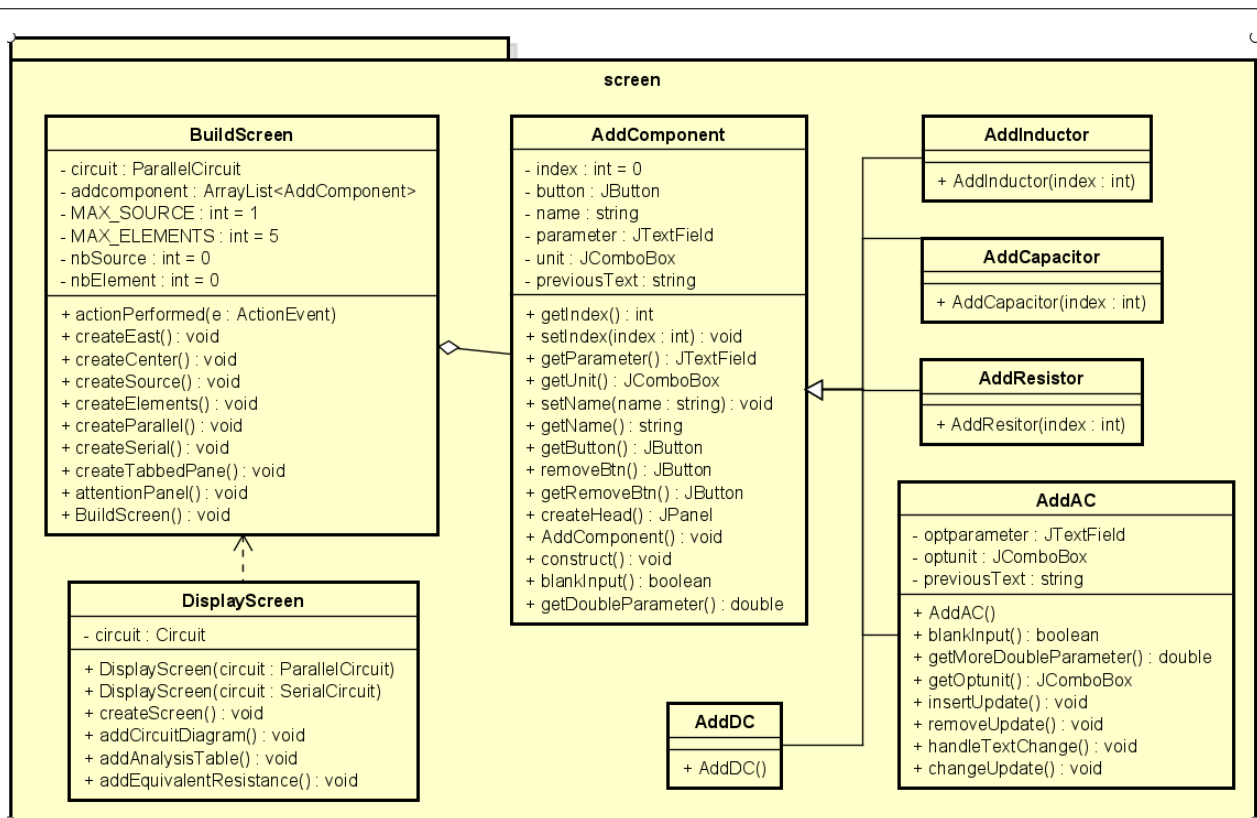 screen
BuildScreen
- circuit : ParallelCircuit
- addcomponent : ArrayList<AddComponent>
- MAX_SOURCE : int = 1
- MAX_ELEMENTS : int = 5
- nbSource : int = 0
- nbElement : int = 0
+ actionPerformed(e : ActionEvent)
+ createEast() : void
+ createCenter() : void
+ createSource() : void
+ createElements() : void
+ createParallel() : void
+ createSerial() : void
+ createTabbedPane() : void
+ attentionPanel() : void
+ BuildScreen() : void
DisplayScreen
- circuit : Circuit
+ DisplayScreen(circuit : ParallelCircuit)
+ DisplayScreen(circuit : SerialCircuit)
+ createScreen() : void
+ addCircuitDiagram() : void
+ addAnalysisTable() : void
+ addEquivalentResistance() : void
AddComponent
- index : int = 0
- button : JButton
- name : string
- parameter : JTextField
- unit : JComboBox
- previousText : string
+ getIndex() : int
+ setIndex(index : int) : void
+ getParameter() : JTextField
+ getUnit() : JComboBox
+ setName(name : string) : void
+ getName() : string
+ getButton() : JButton
+ removeBtn() : JButton
+ getRemoveBtn() : JButton
+ createHead() : JPanel
+ AddComponent() : void
+ construct() : void
+ blankInput() : boolean
+ getDoubleParameter() : double
AddInductor
+ AddInductor(index : int)
AddCapacitor
+ AddCapacitor(index : int)
AddResistor
+ AddResitor(index : int)
AddAC
- optparameter : JTextField
- optunit : JComboBox
- previousText : string
+ AddAC()
+ blankInput() : boolean
+ getMoreDoubleParameter() : double
+ getOptunit() : JComboBox
+ insertUpdate() : void
+ removeUpdate() : void
+ handleTextChange() : void
+ changeUpdate() : void
AddDC
+ AddDC()